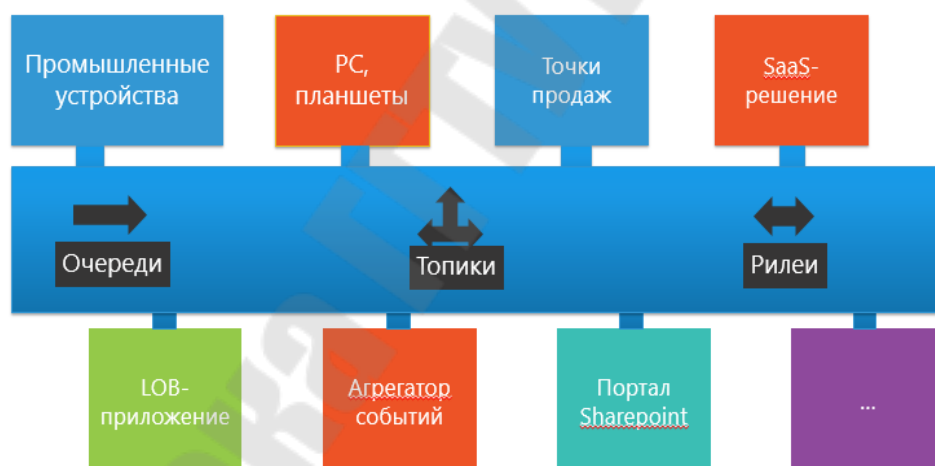 Промышленные
устройства
PC,
планшеты
Точки
продаж
SaaS-
решение
Очереди
Топики
Рилеи
LOB-
приложение
Агрегатор
событий
Портал
Sharepoint
...